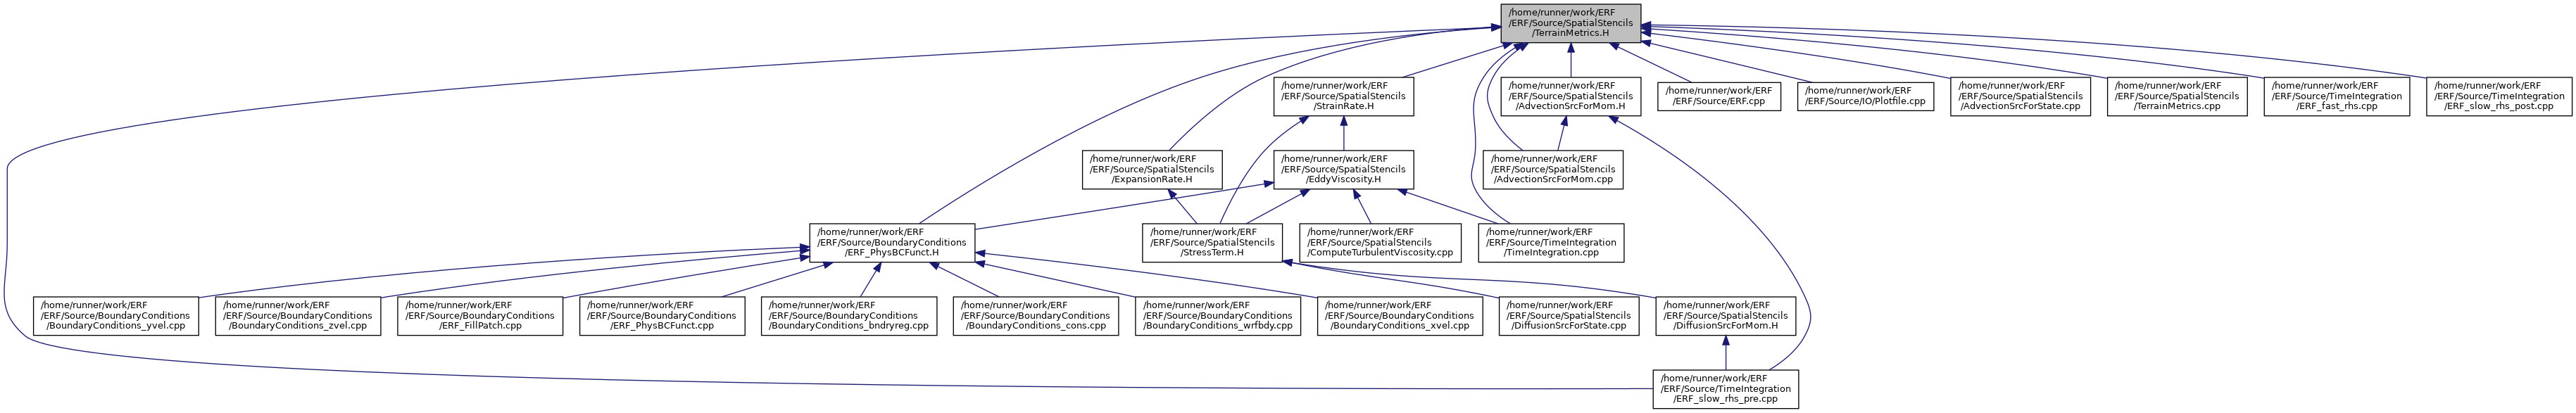 /home/runner/work/ERF
/ERF/Source/SpatialStencils
/TerrainMetrics.H
/home/runner/work/ERF
/ERF/Source/SpatialStencils
/StrainRate.H
/home/runner/work/ERF
/ERF/Source/SpatialStencils
/AdvectionSrcForMom.H
/home/runner/work/ERF
/ERF/Source/ERF.cpp
/home/runner/work/ERF
/ERF/Source/IO/Plotfile.cpp
/home/runner/work/ERF
/ERF/Source/SpatialStencils
/AdvectionSrcForState.cpp
/home/runner/work/ERF
/ERF/Source/SpatialStencils
/TerrainMetrics.cpp
/home/runner/work/ERF
/ERF/Source/TimeIntegration
/ERF_fast_rhs.cpp
/home/runner/work/ERF
/ERF/Source/TimeIntegration
/ERF_slow_rhs_post.cpp
/home/runner/work/ERF
/ERF/Source/SpatialStencils
/ExpansionRate.H
/home/runner/work/ERF
/ERF/Source/SpatialStencils
/EddyViscosity.H
/home/runner/work/ERF
/ERF/Source/SpatialStencils
/AdvectionSrcForMom.cpp
/home/runner/work/ERF
/ERF/Source/BoundaryConditions
/ERF_PhysBCFunct.H
/home/runner/work/ERF
/ERF/Source/SpatialStencils
/StressTerm.H
/home/runner/work/ERF
/ERF/Source/SpatialStencils
/ComputeTurbulentViscosity.cpp
/home/runner/work/ERF
/ERF/Source/TimeIntegration
/TimeIntegration.cpp
/home/runner/work/ERF
/ERF/Source/BoundaryConditions
/BoundaryConditions_yvel.cpp
/home/runner/work/ERF
/ERF/Source/BoundaryConditions
/BoundaryConditions_zvel.cpp
/home/runner/work/ERF
/ERF/Source/BoundaryConditions
/ERF_FillPatch.cpp
/home/runner/work/ERF
/ERF/Source/BoundaryConditions
/ERF_PhysBCFunct.cpp
/home/runner/work/ERF
/ERF/Source/BoundaryConditions
/BoundaryConditions_bndryreg.cpp
/home/runner/work/ERF
/ERF/Source/BoundaryConditions
/BoundaryConditions_cons.cpp
/home/runner/work/ERF
/ERF/Source/BoundaryConditions
/BoundaryConditions_wrfbdy.cpp
/home/runner/work/ERF
/ERF/Source/BoundaryConditions
/BoundaryConditions_xvel.cpp
/home/runner/work/ERF
/ERF/Source/SpatialStencils
/DiffusionSrcForState.cpp
/home/runner/work/ERF
/ERF/Source/SpatialStencils
/DiffusionSrcForMom.H
/home/runner/work/ERF
/ERF/Source/TimeIntegration
/ERF_slow_rhs_pre.cpp